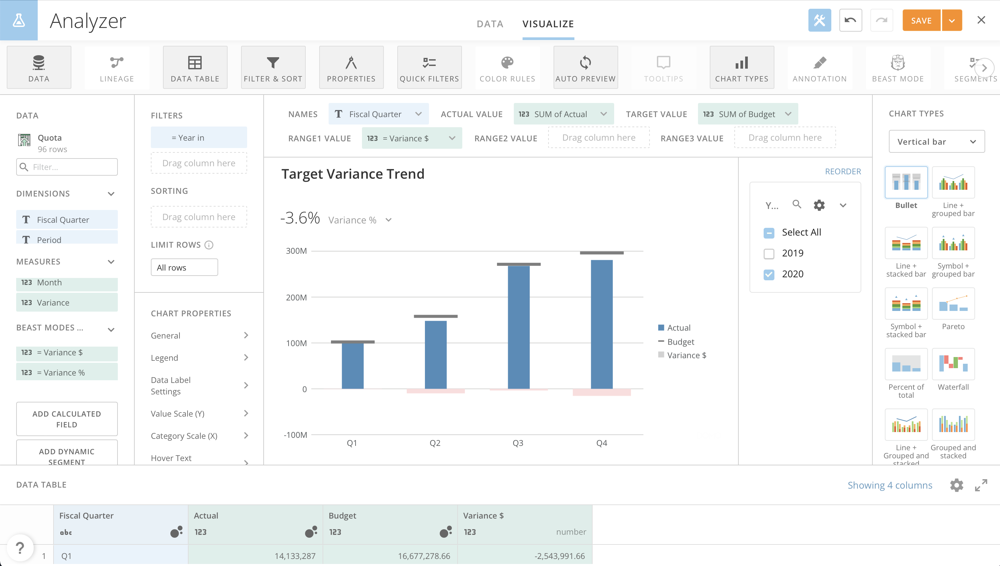 Analyzer
DATA
VISUALIZE
SAVE
DATA
LINEAGE
DATA TABLE
FILTER & SORT
PROPERTIES
QUICK FILTERS
COLOR RULES
AUTO PREVIEW
TOOLTIPS
CHART TYPES
ANNOTATION
BEAST MODE
SEGMENTS
DATA
Quota
96 rows
Filter...
DIMENSIONS
T Fiscal Quarter
T Period
MEASURES
123 Month
123 Variance
BEAST MODES ...
123 = Variance $
123 = Variance %
ADD CALCULATED
FIELD
ADD DYNAMIC
SEGMENT
FILTERS
= Year in
Drag column here
SORTING
Drag column here
LIMIT ROWS
All rows
CHART PROPERTIES
General
Legend
Data Label
Settings
Value Scale (Y)
Category Scale (X)
Hover Text
NAMES T Fiscal Quarter ACTUAL VALUE 123 SUM of Actual TARGET VALUE 123 SUM of Budget
RANGE1 VALUE 123 = Variance $ RANGE2 VALUE Drag column here RANGE3 VALUE Drag column here
Target Variance Trend
-3.6% Variance %
300M
200M
100M
0
-100M
Q1 Q2 Q3 Q4
Actual
Budget
Variance $
REORDER
Y...
Select All
2019
2020
CHART TYPES
Vertical bar
Bullet
Line +
grouped bar
Line +
stacked bar
Symbol +
grouped bar
Symbol +
stacked bar
Pareto
Percent of
total
Waterfall
Line +
Grouped and
stacked
Grouped and
stacked
DATA TABLE
Showing 4 columns
Fiscal Quarter Actual Budget Variance $
abc 123 123 123 number
?
1 Q1 14,133,287 16,677,278.66 -2,543,991.66